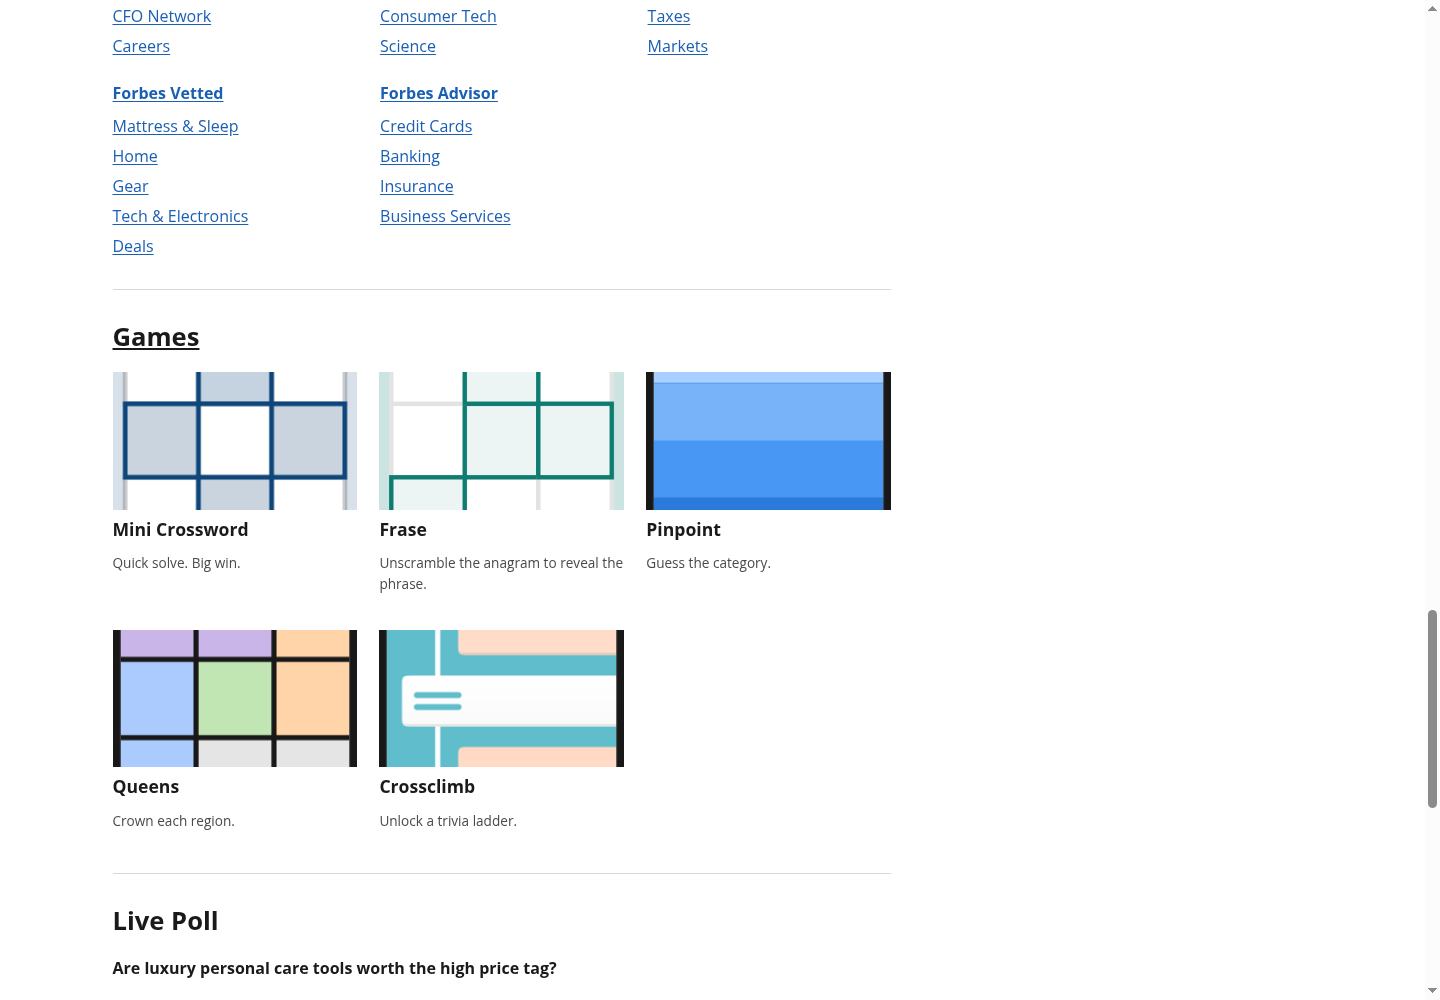 CFO Network
Consumer Tech
Taxes
Careers
Science
Markets
Forbes Vetted
Forbes Advisor
Mattress & Sleep
Credit Cards
Home
Banking
Gear
Insurance
Tech & Electronics
Business Services
Deals
Games
Mini Crossword
Quick solve. Big win.
Frase
Unscramble the anagram to reveal the
phrase.
Pinpoint
Guess the category.
Queens
Crown each region.
Crossclimb
Unlock a trivia ladder.
Live Poll
Are luxury personal care tools worth the high price tag?